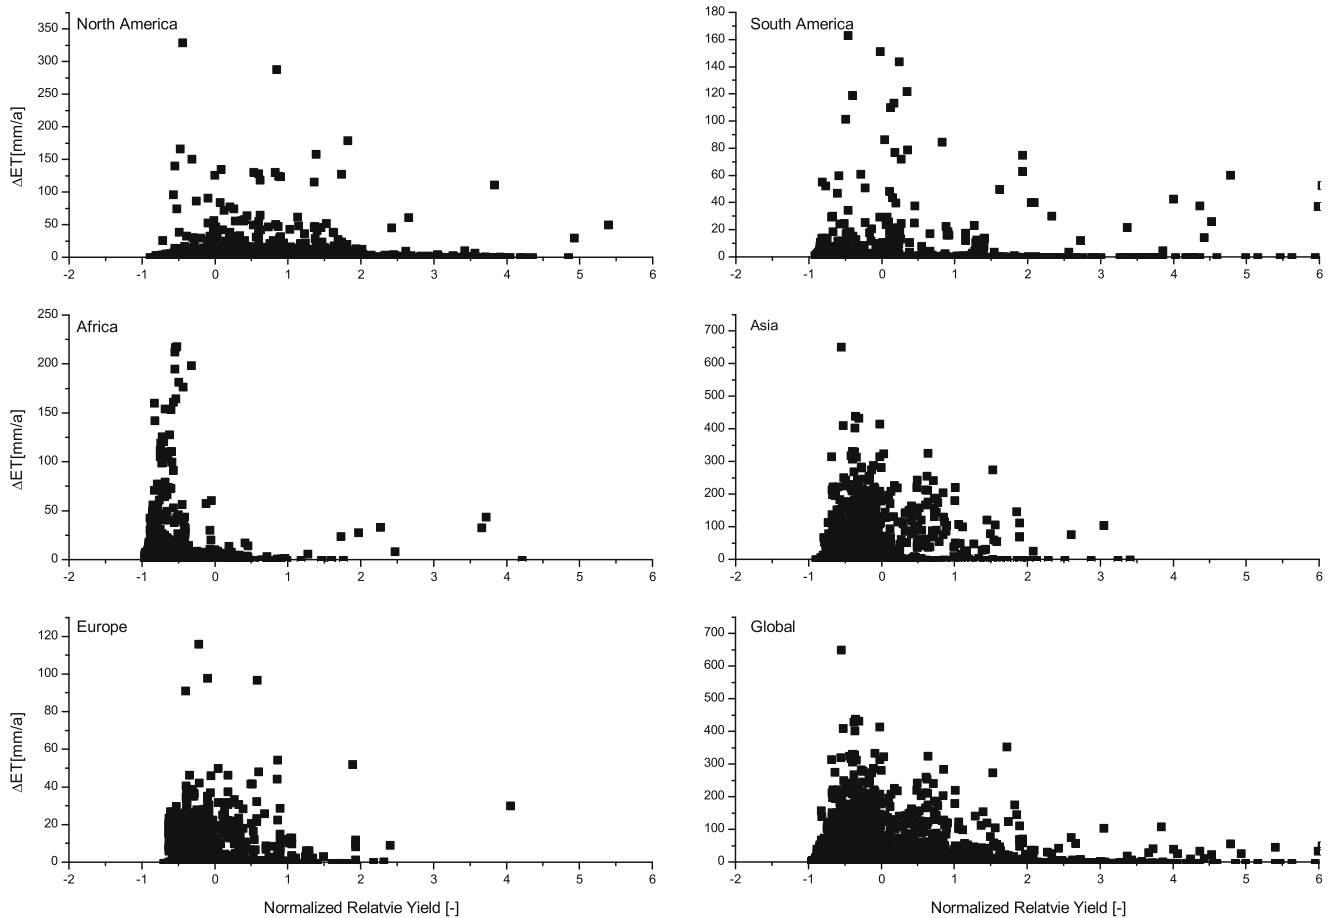 North America
350
300
250
200
150
100
50
0
ΔET[mm/a]
-2 -1 0 1 2 3 4 5 6
South America
180
160
140
120
100
80
60
40
20
0
-2 -1 0 1 2 3 4 5 6
Africa
250
200
150
100
50
0
ΔET[mm/a]
-2 -1 0 1 2 3 4 5 6
Asia
700
600
500
400
300
200
100
0
-2 -1 0 1 2 3 4 5 6
Europe
120
100
80
60
40
20
0
ΔET[mm/a]
-2 -1 0 1 2 3 4 5 6
Normalized Relatvie Yield [-]
Global
700
600
500
400
300
200
100
0
-2 -1 0 1 2 3 4 5 6
Normalized Relatvie Yield [-]